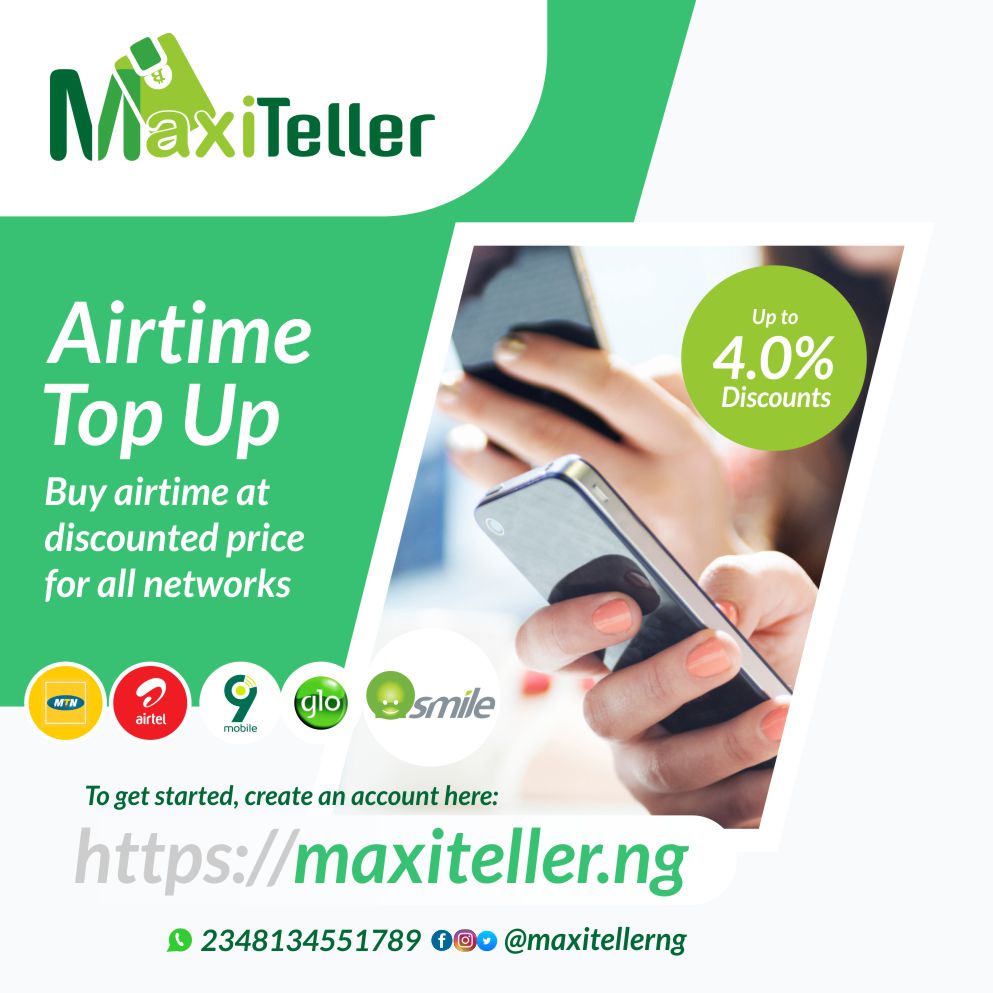 MaxiTeller
Up to
4.0%
Discounts
Airtime
Top Up
Buy airtime at
discounted price
for all networks
MTN
airtel
9
mobile
glo
smile
To get started, create an account here:
https://maxiteller.ng
2348134551789 @maxitellerng